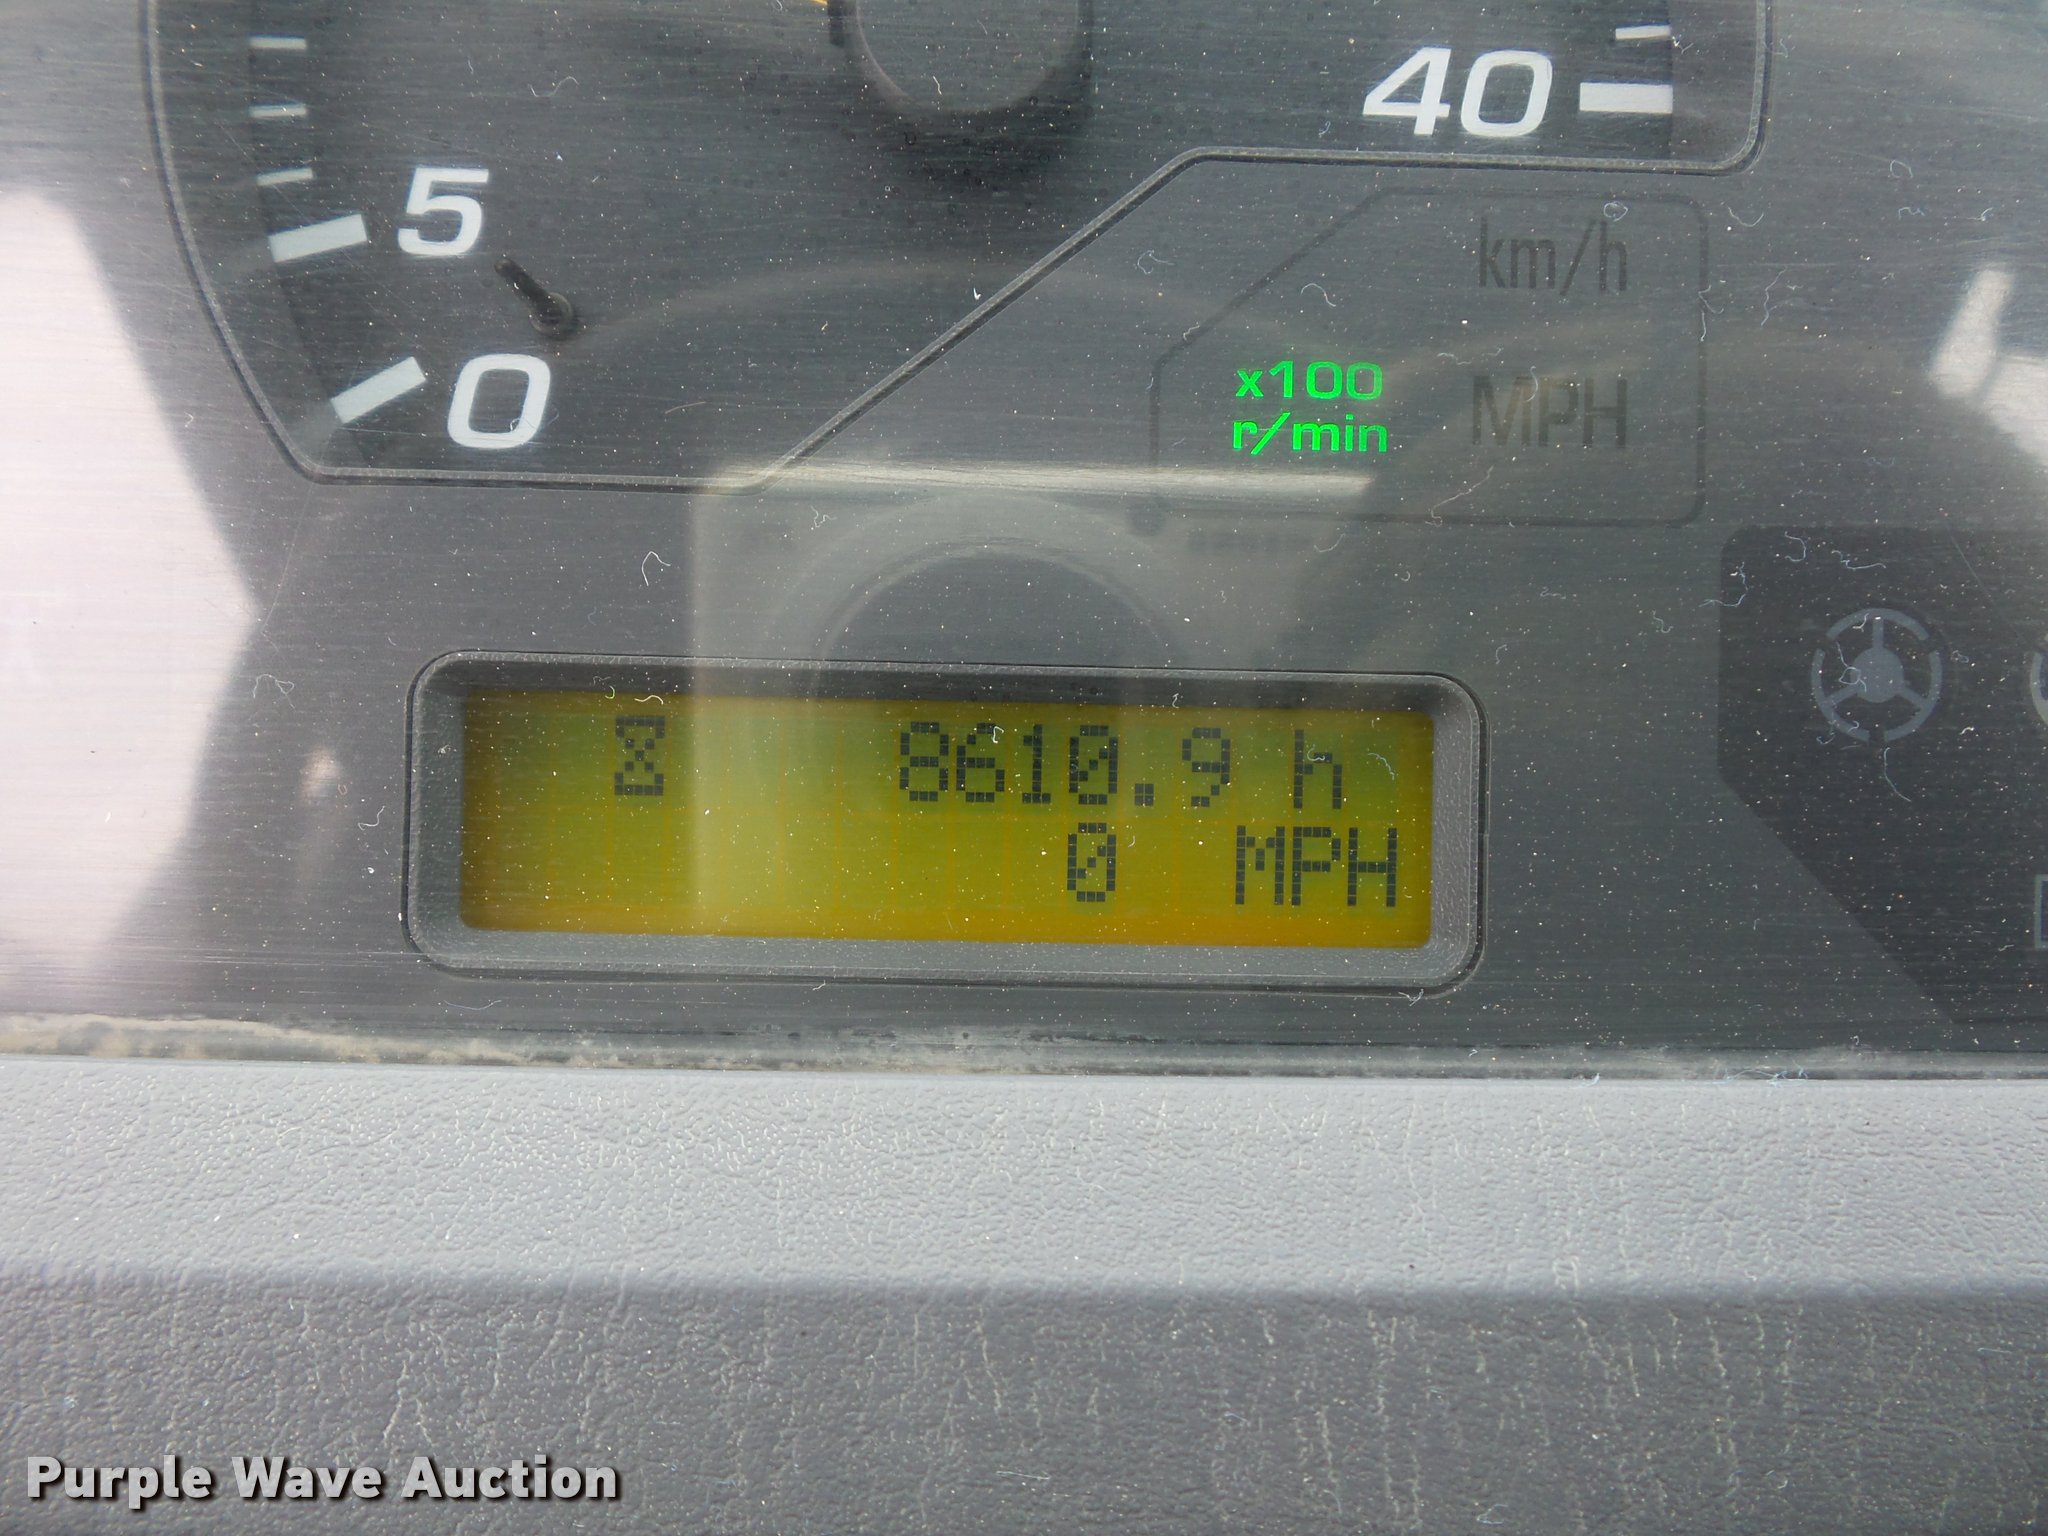 40
5
0
km/h
x100
r/min
MPH
8610.9 h
0 MPH
Purple Wave Auction